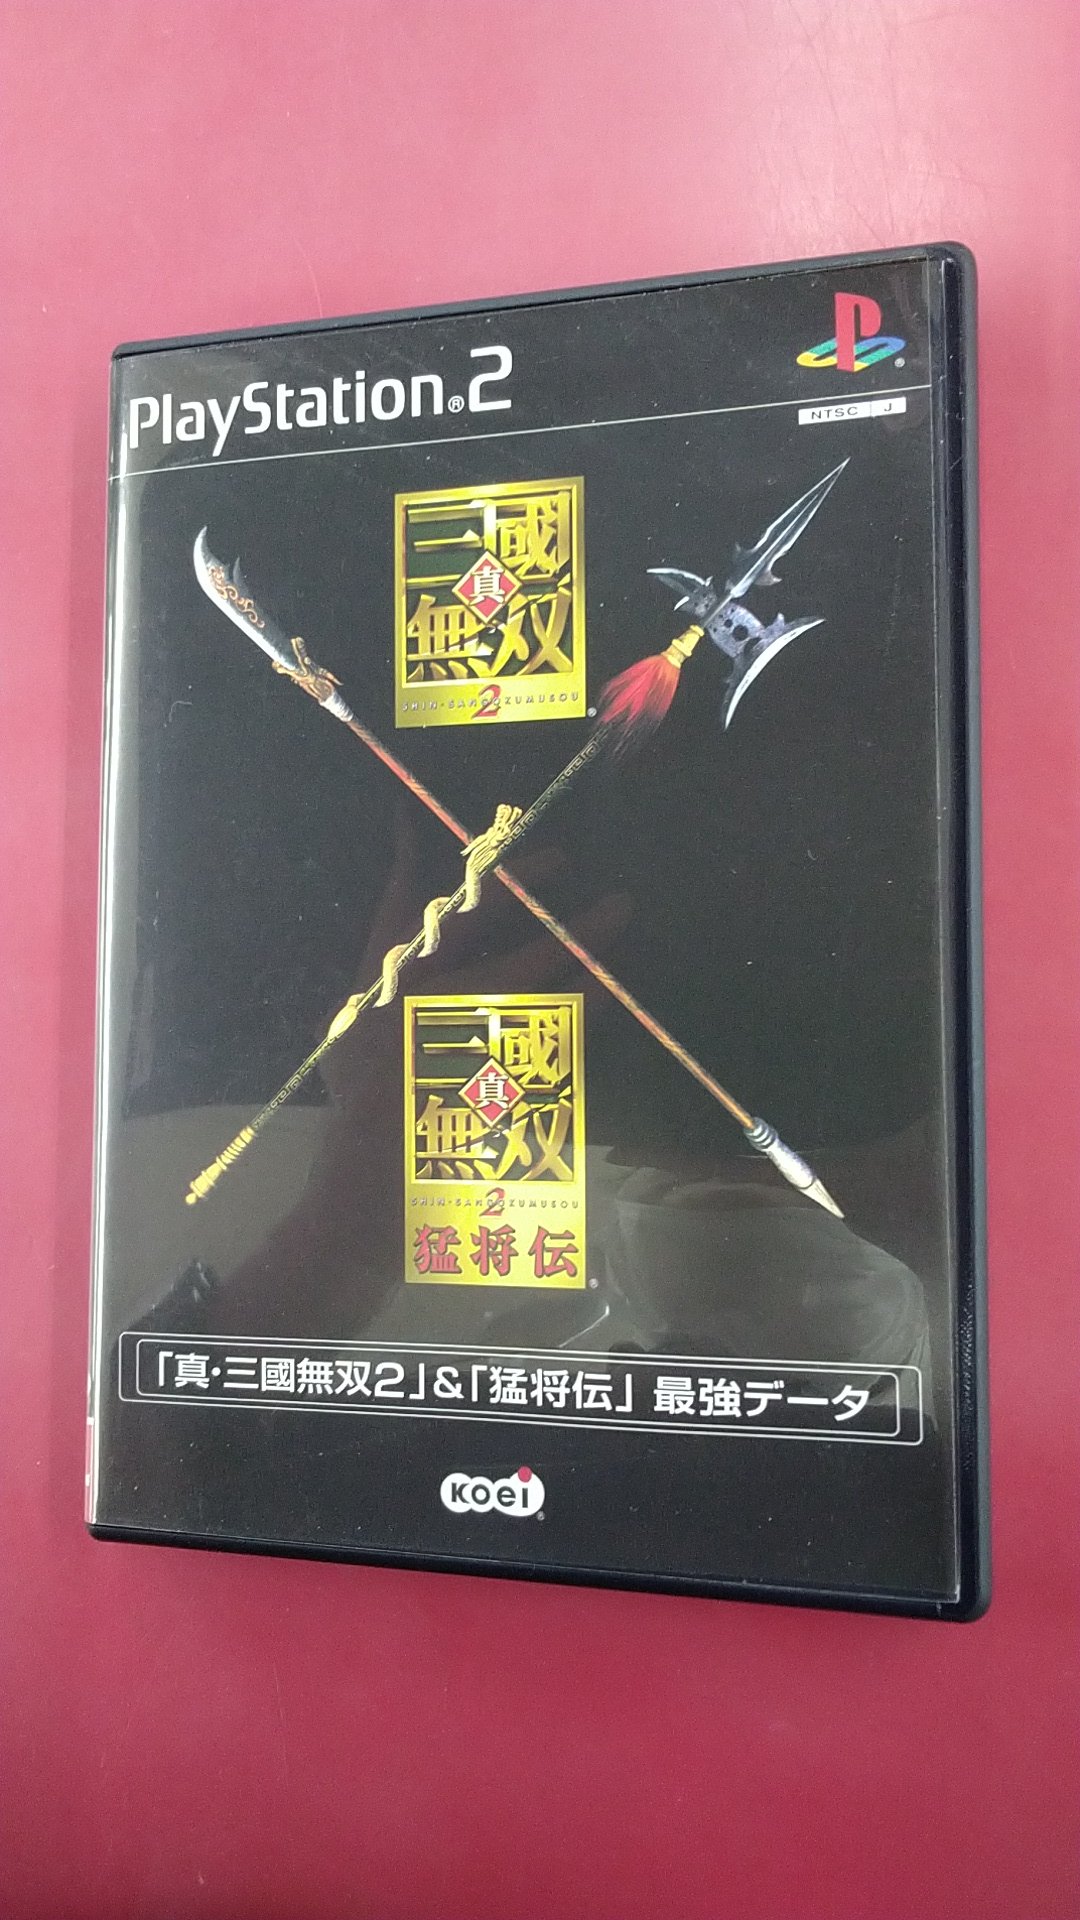 PlayStation®2
NTSC J
三國
真
無双
2
SHIN・SANGOKUMUSOU
三國
真
無双
2
SHIN・SANGOKUMUSOU
猛将伝
「真・三國無双2」&「猛将伝」最強データ
KOEI